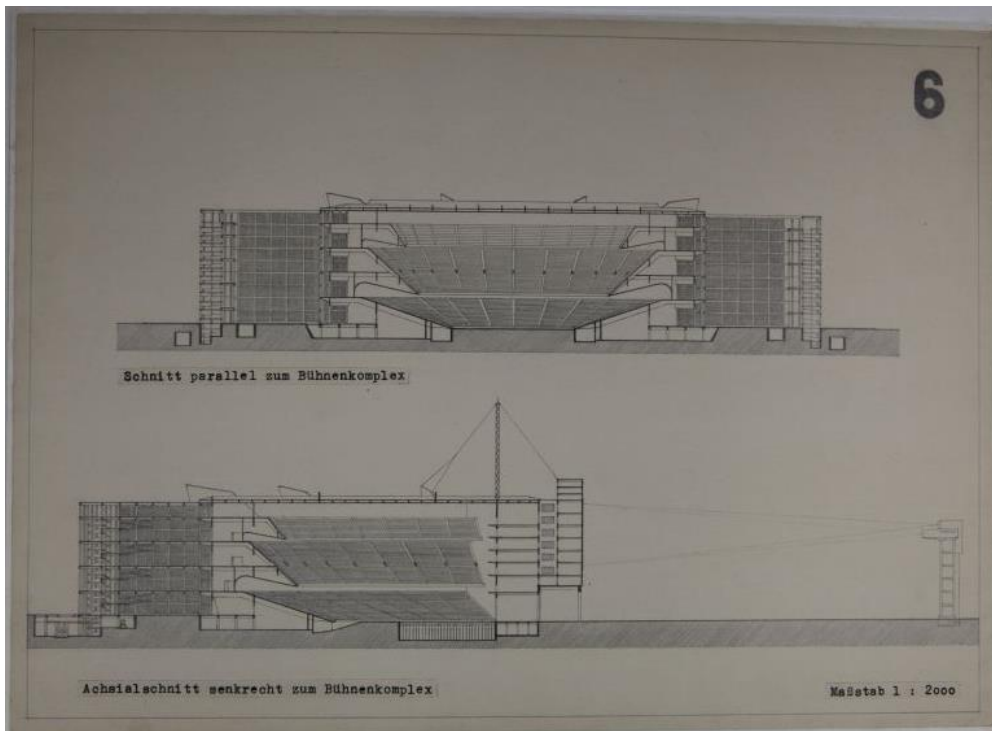 6
Schnitt parallel zum Bühnenkomplex
Achsialschnitt senkrecht zum Bühnenkomplex
Maßstab 1 : 2000